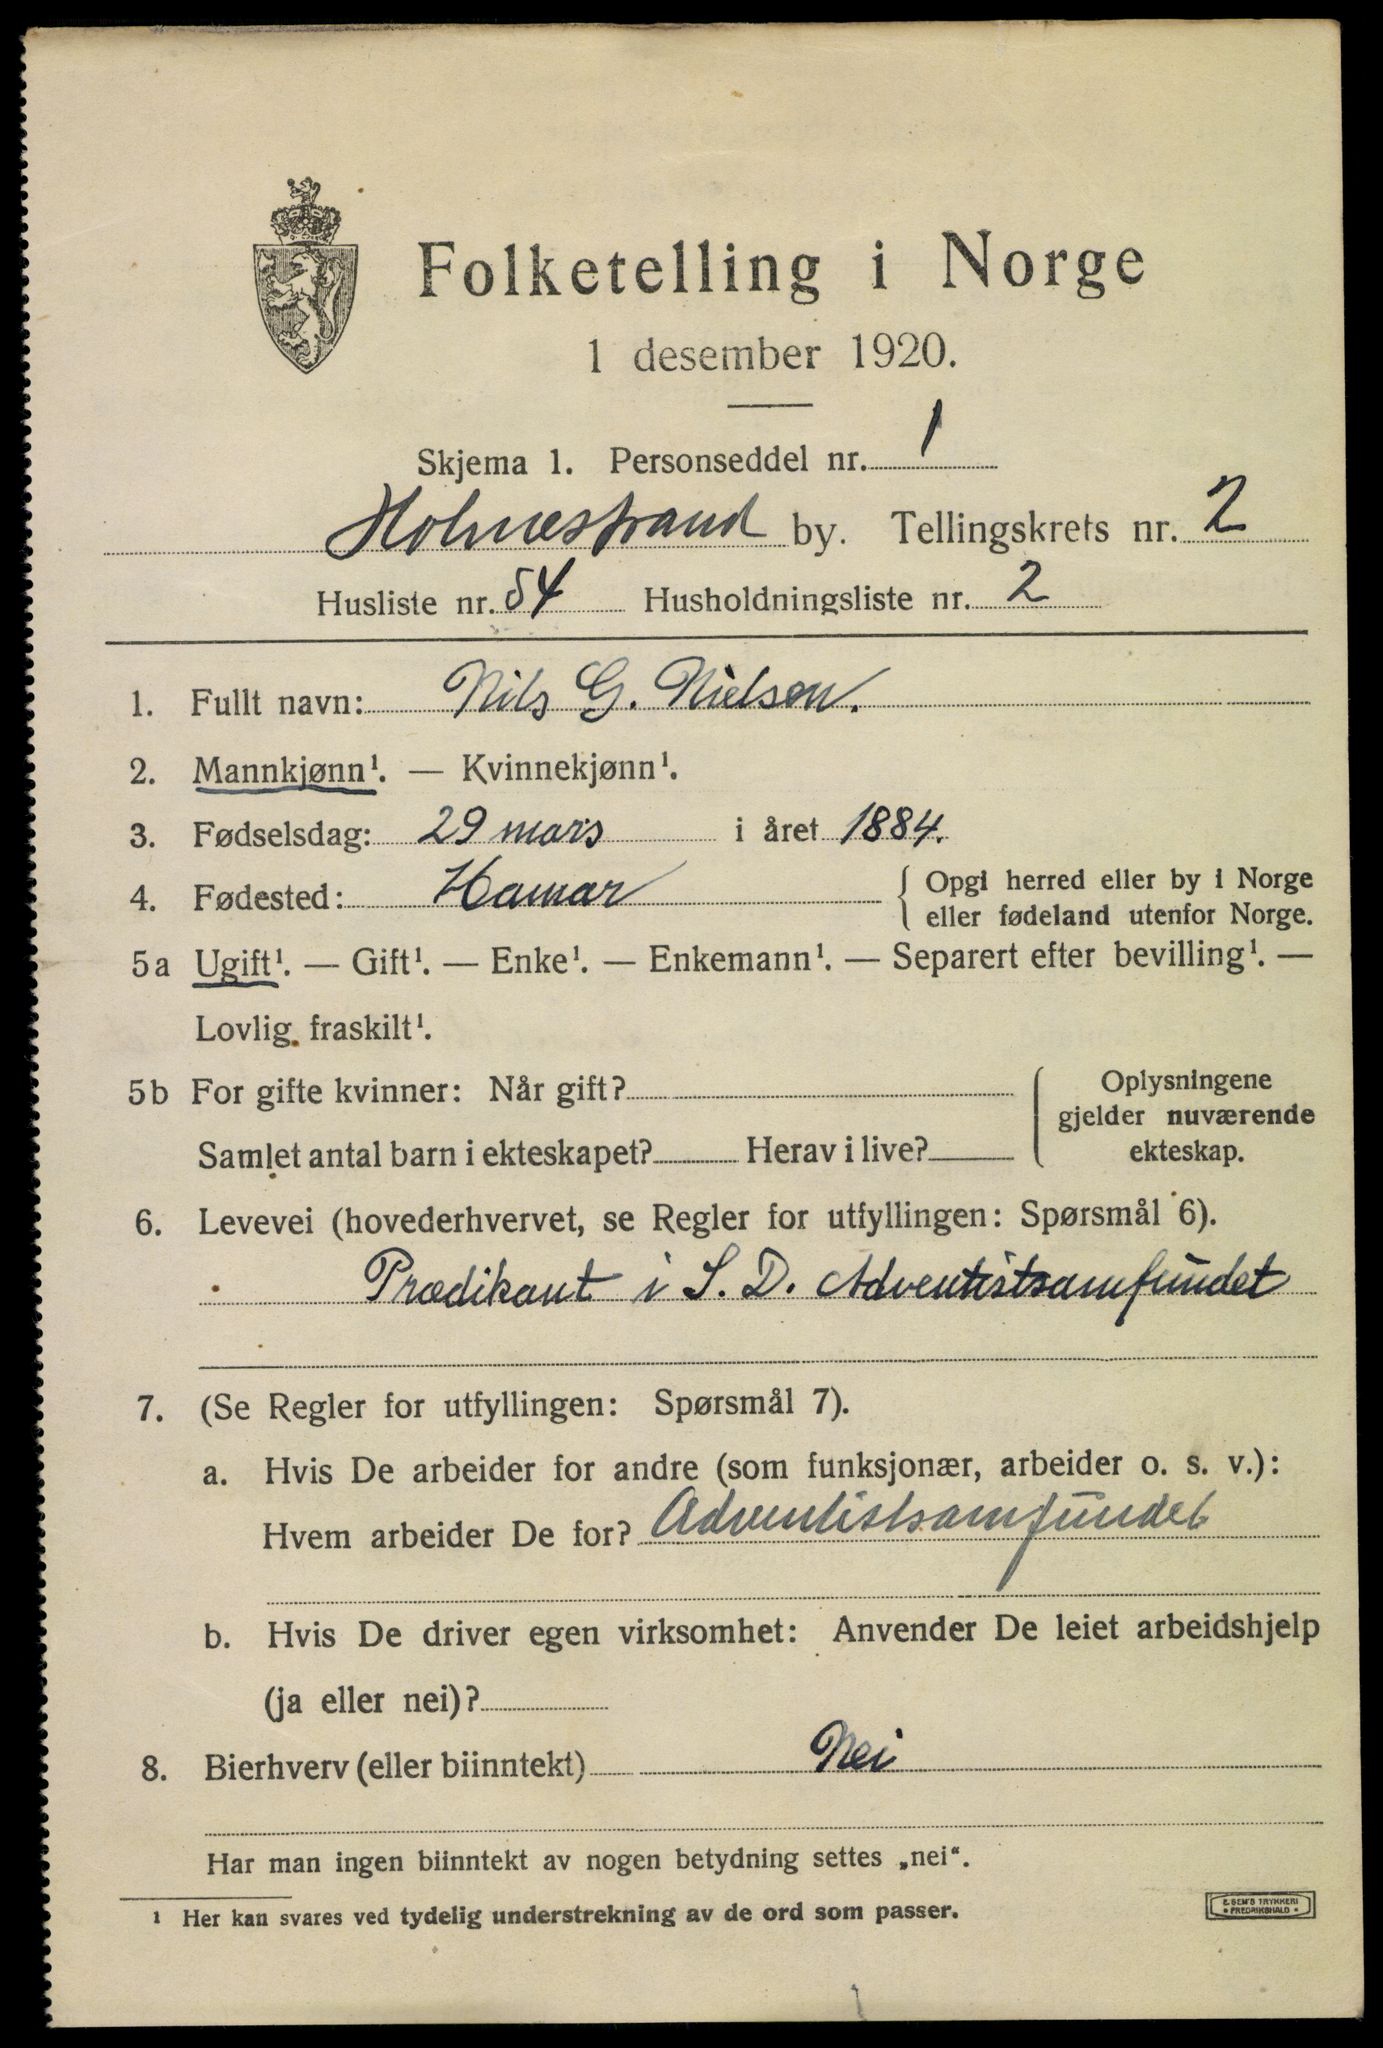 Folketelling i Norge
1 desember 1920.
Skjema 1. Personseddel nr. 1
Holmestrand by. Tellingskrets nr. 2
Husliste nr. 54 Husholdningsliste nr. 2
1. Fullt navn: Nils G. Nielsen.
2. Mannkjønn¹. — Kvinnekjønn¹.
3. Fødselsdag: 29 mars i året 1884.
4. Fødested: Hamar { Opgi herred eller by i Norge
eller fødeland utenfor Norge.
5a Ugift¹. — Gift¹. — Enke¹. — Enkemann¹. — Separert efter bevilling¹. —
Lovlig fraskilt¹.
5b For gifte kvinner: Når gift?
Samlet antal barn i ekteskapet? Herav i live?
{ Oplysningene
gjelder nuværende
ekteskap.
6. Levevei (hovederhvervet, se Regler for utfyllingen: Spørsmål 6).
Prædikant i S. D. Adventistsamfundet
7. (Se Regler for utfyllingen: Spørsmål 7).
a. Hvis De arbeider for andre (som funksjonær, arbeider o. s. v.):
Hvem arbeider De for? Adventistsamfundet
b. Hvis De driver egen virksomhet: Anvender De leiet arbeidshjelp
(ja eller nei)?
8. Bierhverv (eller biinntekt) Nei
Har man ingen biinntekt av nogen betydning settes „nei“.
¹ Her kan svares ved tydelig understrekning av de ord som passer.
E. SEM'S TRYKKERI
* FREDRIKSHALD *